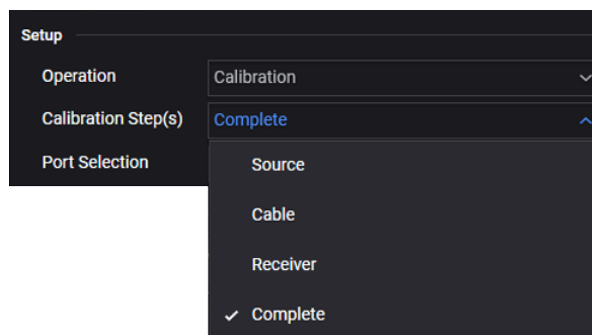 Setup
Operation Calibration
Calibration Step(s) Complete
Port Selection Source
Cable
Receiver
Complete